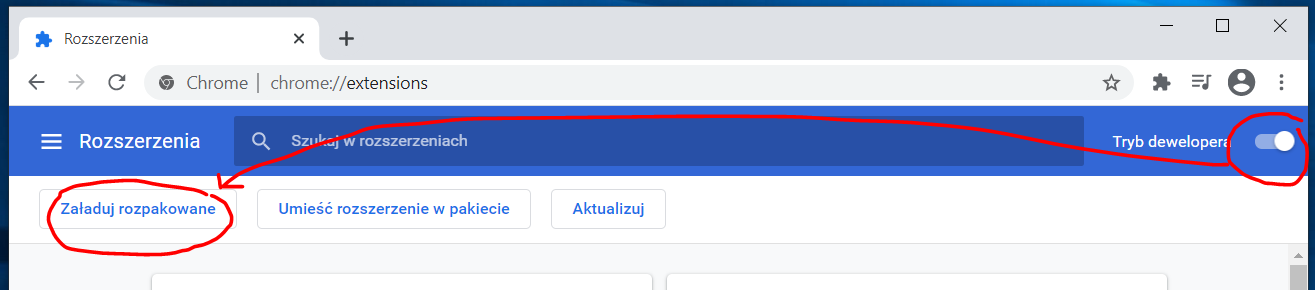 Rozszerzenia
Chrome | chrome://extensions
Rozszerzenia Szukaj w rozszerzeniach Tryb dewelopera
Załaduj rozpakowane Umieść rozszerzenie w pakiecie Aktualizuj